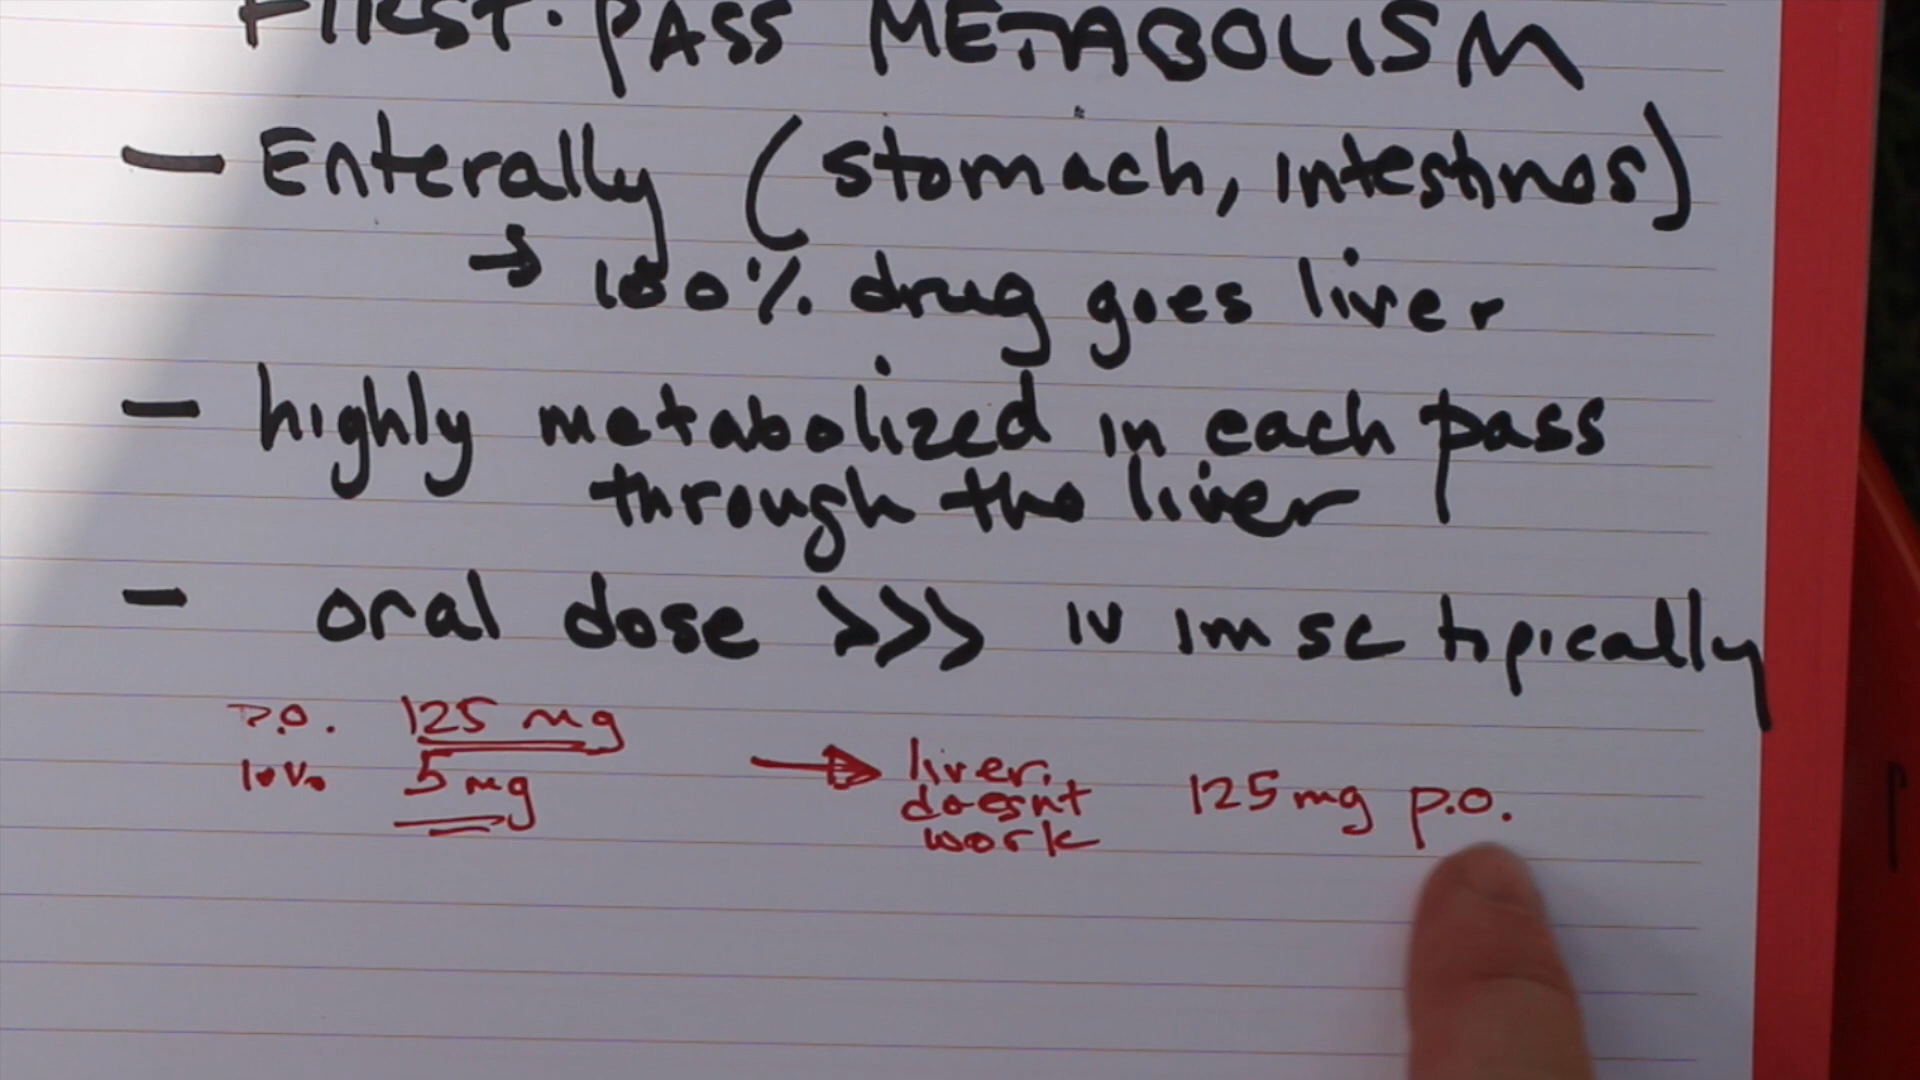 FIRST-PASS METABOLISM
— Enterally (stomach, intestines)
→ 100% drug goes liver
— highly metabolized in each pass
through the liver
— oral dose >>> IV IM SC typically
P.O. 125 mg
I.V. 5 mg
→ liver doesnt work 125 mg p.o.